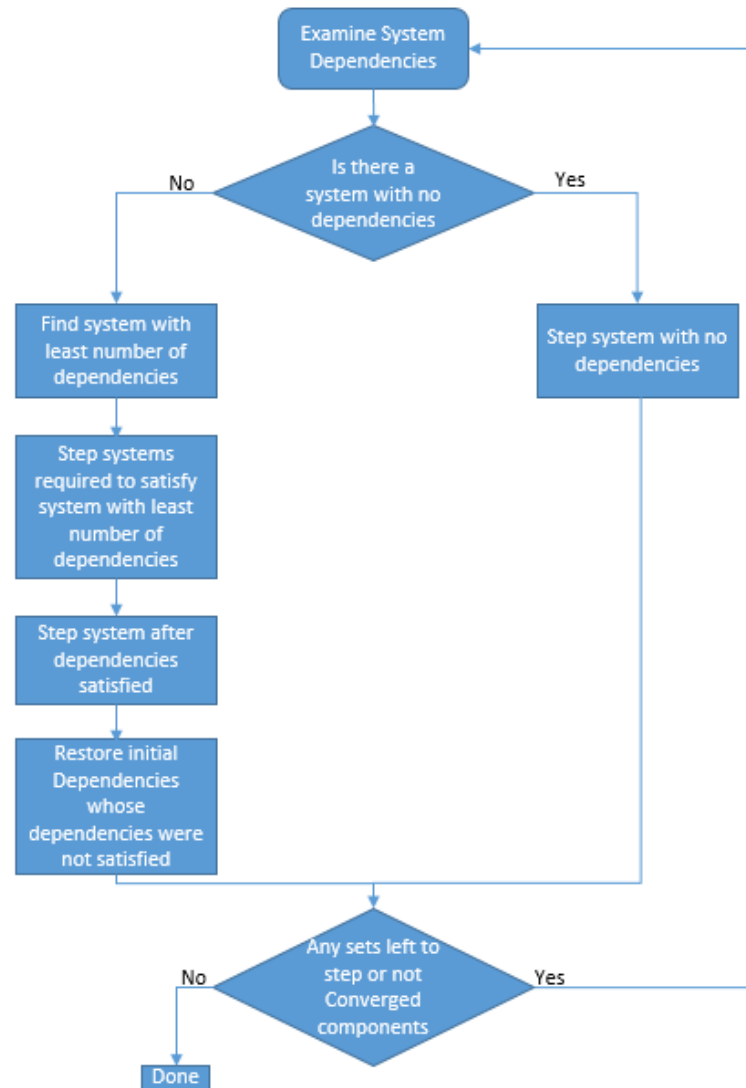 Examine System
Dependencies
Is there a
system with no
dependencies
No
Yes
Find system with
least number of
dependencies
Step system with no
dependencies
Step systems
required to satisfy
system with least
number of
dependencies
Step system after
dependencies
satisfied
Restore initial
Dependencies
whose
dependencies were
not satisfied
Any sets left to
step or not
Converged
components
No
Yes
Done